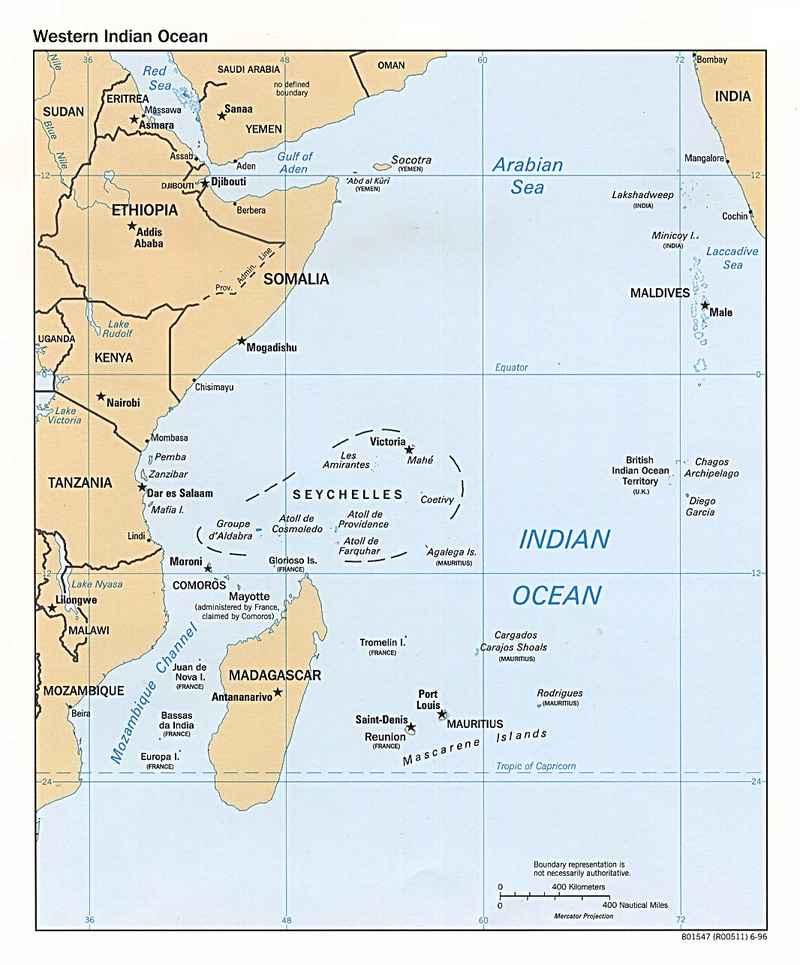 Western Indian Ocean
36
48
60
72
Nile
Red
Sea
SAUDI ARABIA
no defined
boundary
OMAN
Bombay
INDIA
SUDAN
ERITREA
Massawa
Asmara
Sanaa
YEMEN
Blue
Nile
Assab
Aden
Gulf of
Aden
Socotra
(YEMEN)
'Abd al Kūrī
(YEMEN)
Arabian
Sea
Mangalore
12
12
DJIBOUTI
Djibouti
Berbera
Lakshadweep
(INDIA)
Cochin
ETHIOPIA
Addis
Ababa
Minicoy I.
(INDIA)
Laccadive
Sea
Prov. Admin. Line
SOMALIA
MALDIVES
Male
Lake
Rudolf
UGANDA
KENYA
Mogadishu
Equator
0
Chisimayu
Nairobi
Lake
Victoria
Mombasa
Pemba
Zanzibar
TANZANIA
Dar es Salaam
Mafia I.
Lindi
Victoria
Mahé
Les
Amirantes
SEYCHELLES
Coetivy
Groupe
d'Aldabra
Atoll de
Cosmoledo
Atoll de
Providence
Atoll de
Farquhar
Agalega Is.
(MAURITIUS)
British
Indian Ocean
Territory
(U.K.)
Chagos
Archipelago
Diego
Garcia
INDIAN
OCEAN
12
12
Moroni
COMOROS
Glorioso Is.
(FRANCE)
Mayotte
(administered by France,
claimed by Comoros)
Lake Nyasa
Lilongwe
MALAWI
MOZAMBIQUE
Beira
Mozambique Channel
Juan de
Nova I.
(FRANCE)
Bassas
da India
(FRANCE)
Europa I.
(FRANCE)
MADAGASCAR
Antananarivo
Tromelin I.
(FRANCE)
Cargados
Carajos Shoals
(MAURITIUS)
Rodrigues
(MAURITIUS)
Port
Louis
MAURITIUS
Saint-Denis
Reunion
(FRANCE)
Mascarene Islands
Tropic of Capricorn
24
24
Boundary representation is
not necessarily authoritative.
0 400 Kilometers
0 400 Nautical Miles
Mercator Projection
36
48
60
72
801547 (R00511) 6-96